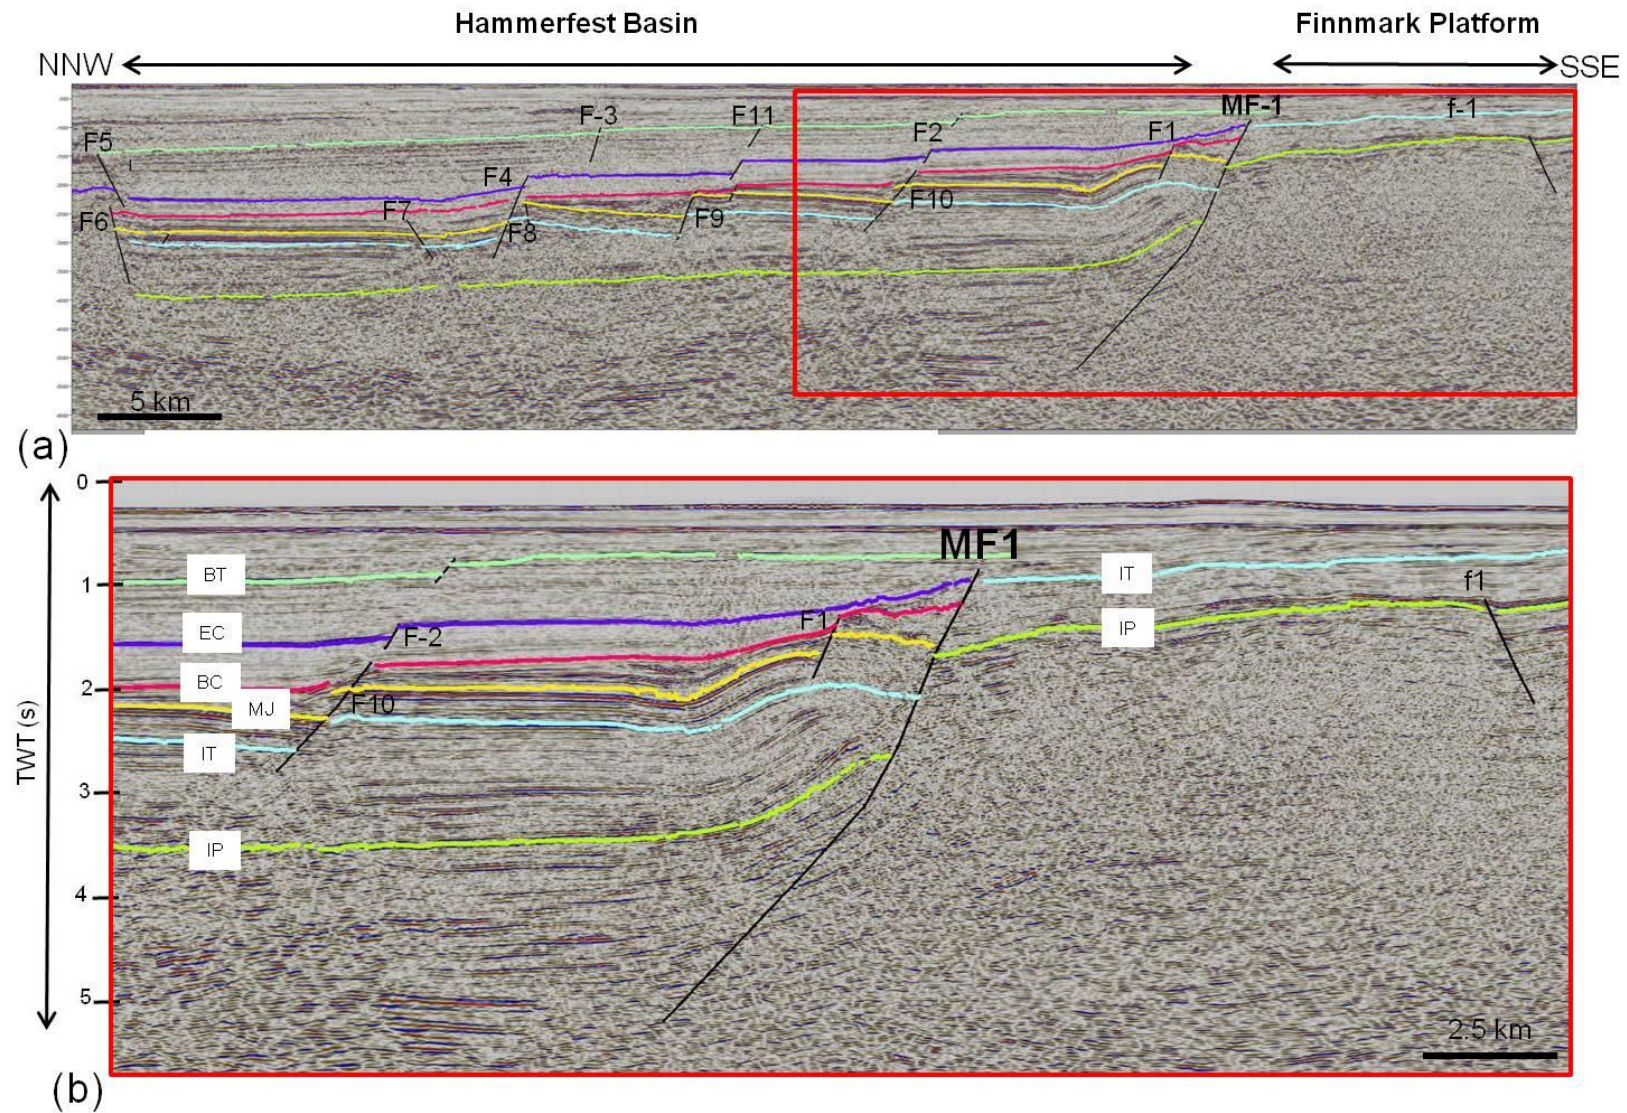 Hammerfest Basin
Finnmark Platform
NNW
SSE
F5
F-3
F11
F2
MF-1
f-1
F1
F4
F6
F7
F8
F9
F10
5 km
(a)
0
MF1
BT
IT
1
f1
EC
F-2
F1
IP
BC
2
MJ
F10
IT
TWT (s)
3
IP
4
5
2.5 km
(b)